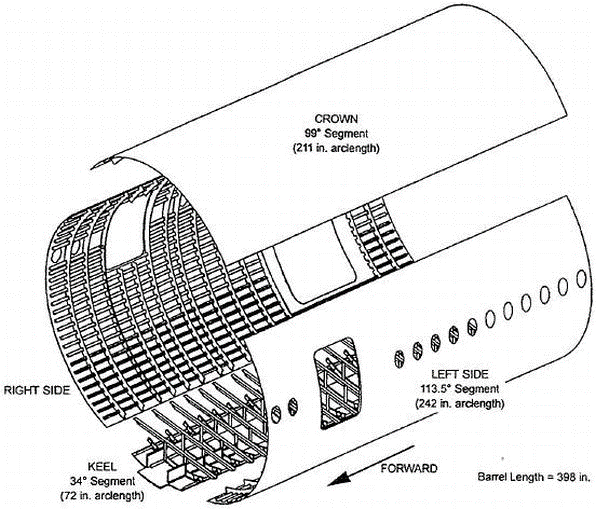 CROWN
99° Segment
(211 in. arclength)
RIGHT SIDE
LEFT SIDE
113.5° Segment
(242 in. arclength)
KEEL
34° Segment
(72 in. arclength)
FORWARD
Barrel Length = 398 in.